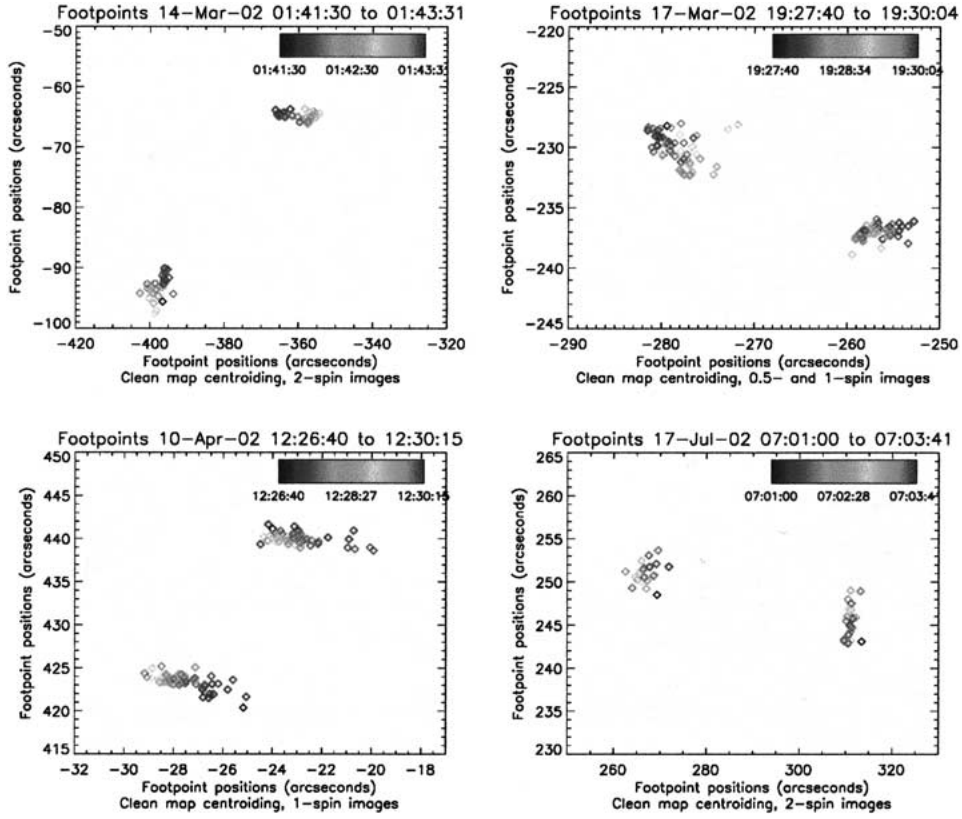 Footpoints 14-Mar-02 01:41:30 to 01:43:31
-50
-60
-70
-80
-90
-100
Footpoint positions (arcseconds)
01:41:30 01:42:30 01:43:31
-420 -400 -380 -360 -340 -320
Footpoint positions (arcseconds)
Clean map centroiding, 2-spin images
Footpoints 17-Mar-02 19:27:40 to 19:30:04
-220
-225
-230
-235
-240
-245
Footpoint positions (arcseconds)
19:27:40 19:28:34 19:30:04
-290 -280 -270 -260 -250
Footpoint positions (arcseconds)
Clean map centroiding, 0.5- and 1-spin images
Footpoints 10-Apr-02 12:26:40 to 12:30:15
450
445
440
435
430
425
420
415
Footpoint positions (arcseconds)
12:26:40 12:28:27 12:30:15
-32 -30 -28 -26 -24 -22 -20 -18
Footpoint positions (arcseconds)
Clean map centroiding, 1-spin images
Footpoints 17-Jul-02 07:01:00 to 07:03:41
265
260
255
250
245
240
235
230
Footpoint positions (arcseconds)
07:01:00 07:02:28 07:03:41
260 280 300 320
Footpoint positions (arcseconds)
Clean map centroiding, 2-spin images